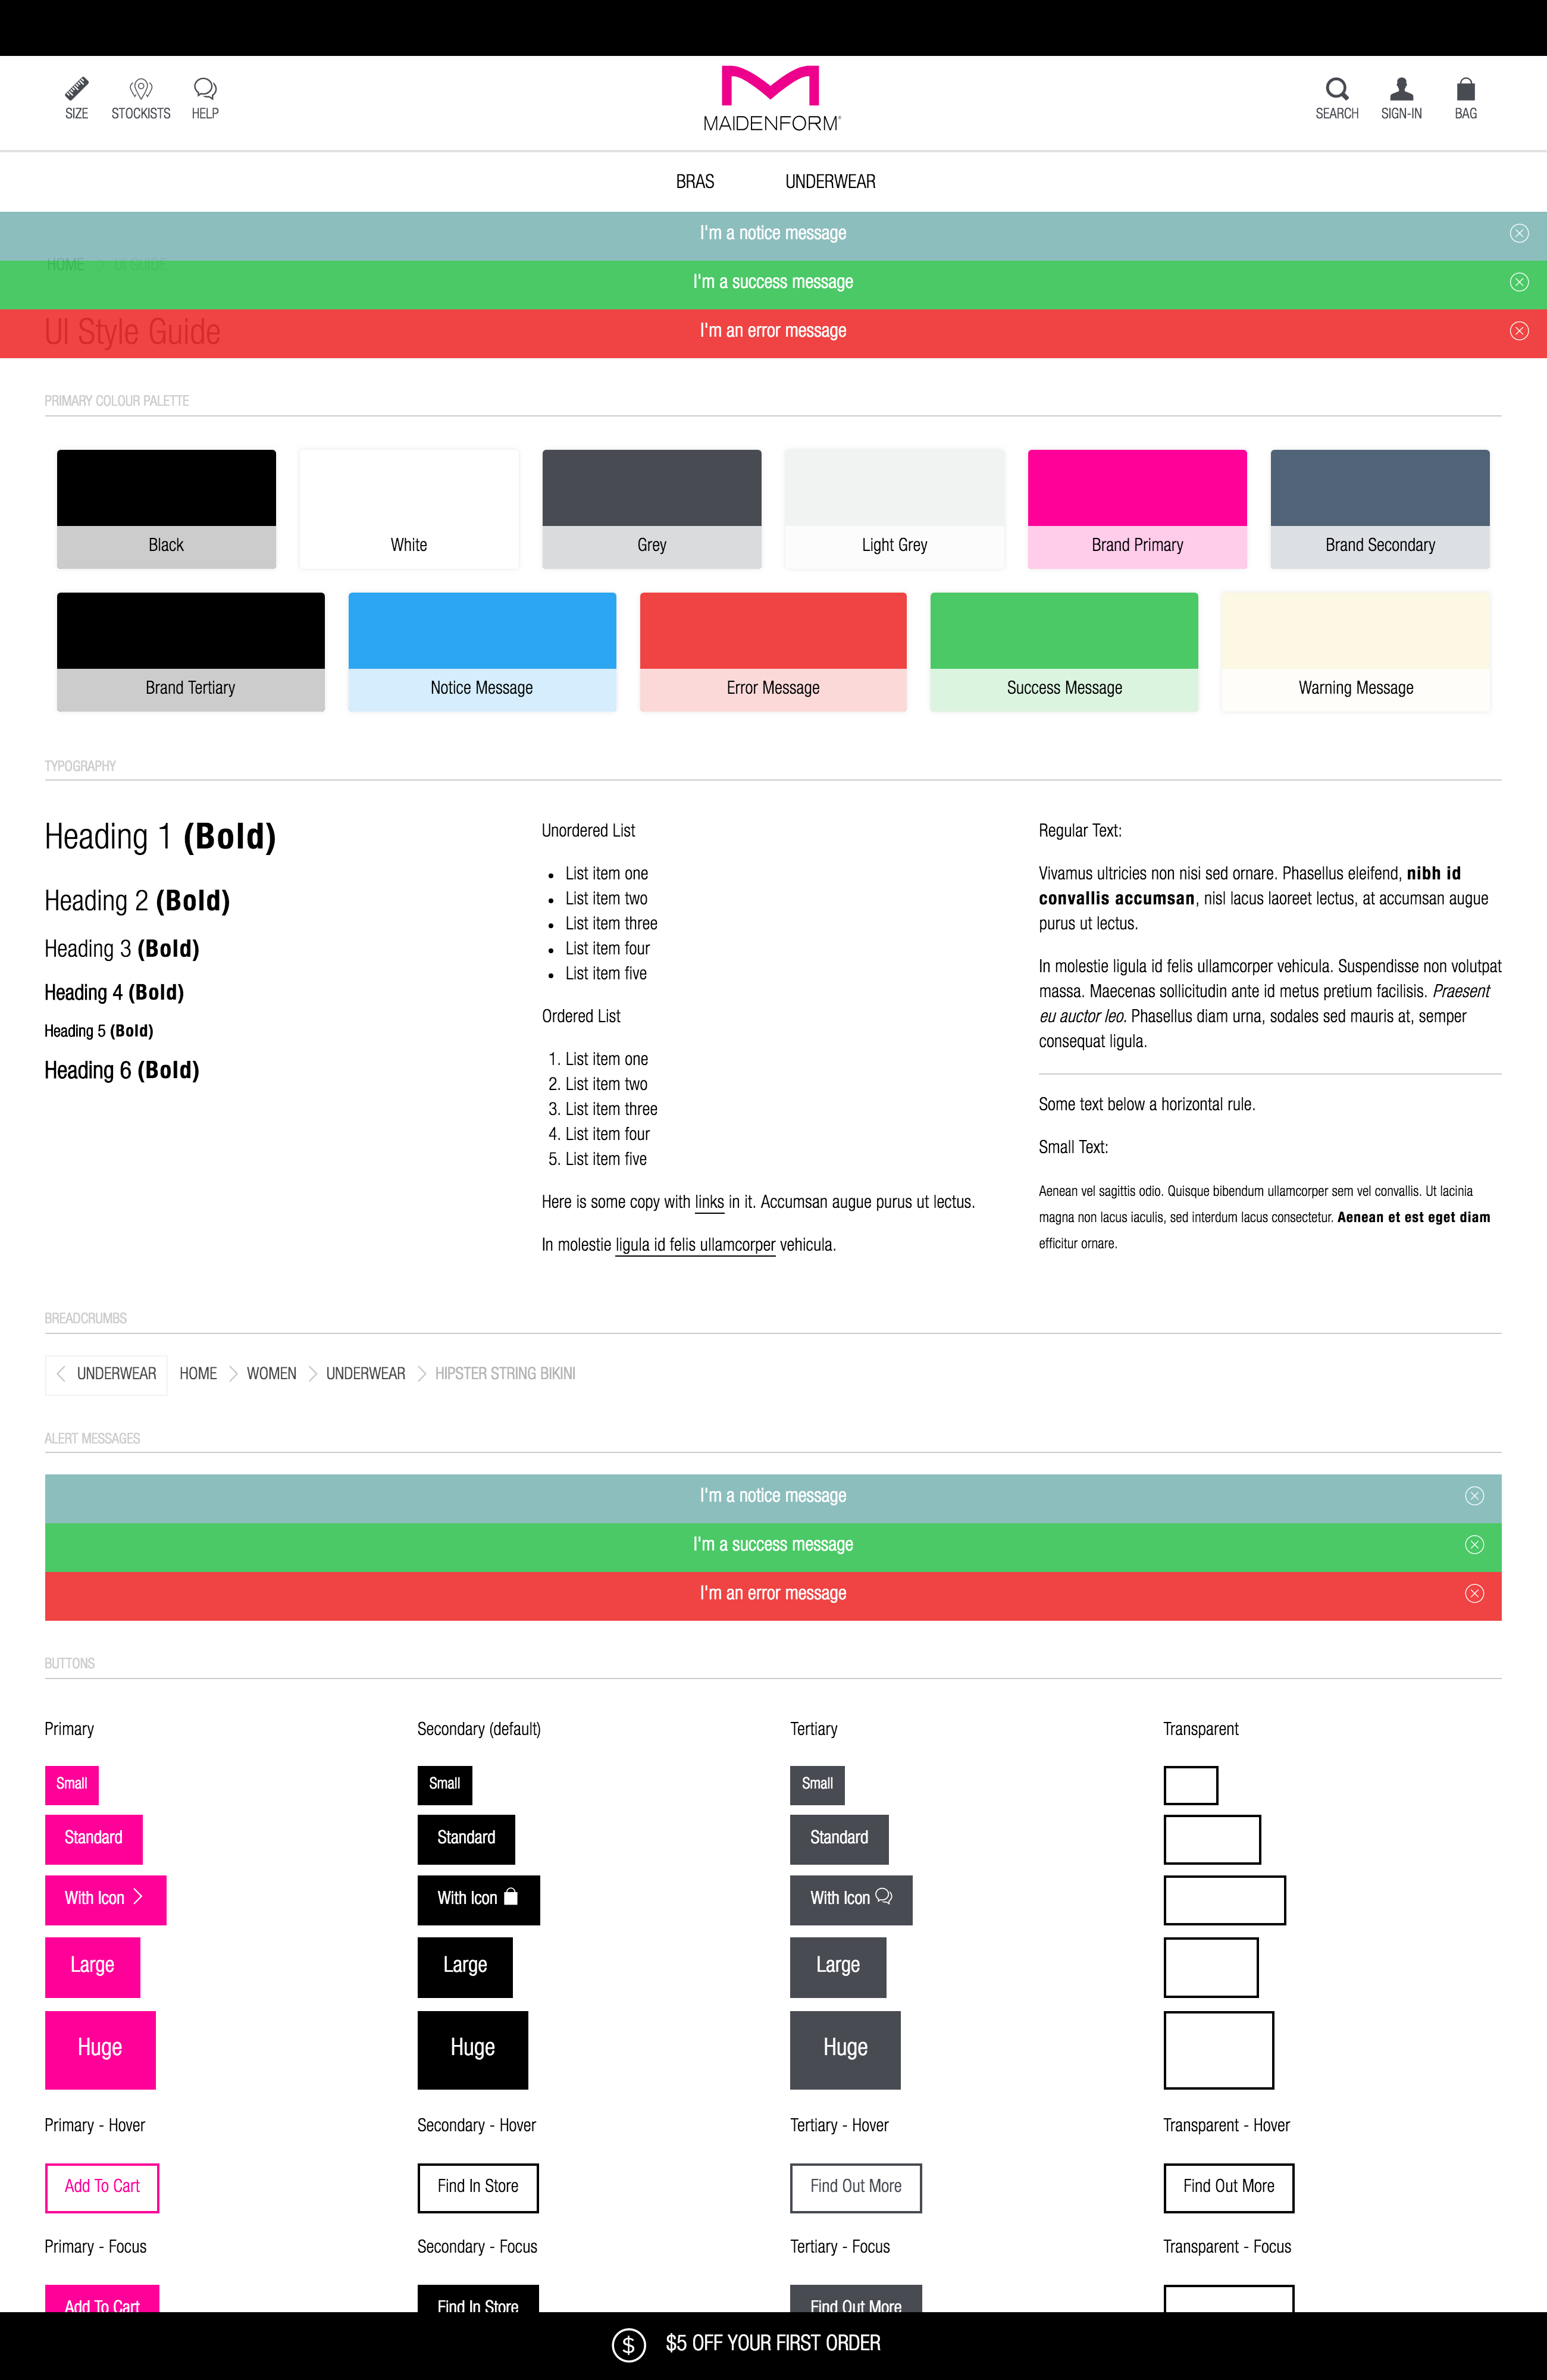 SIZE
STOCKISTS
HELP
MAIDENFORM®
SEARCH
SIGN-IN
BAG
BRAS
UNDERWEAR
I'm a notice message
HOME UI GUIDE
I'm a success message
UI Style Guide
I'm an error message
PRIMARY COLOUR PALETTE
Black
White
Grey
Light Grey
Brand Primary
Brand Secondary
Brand Tertiary
Notice Message
Error Message
Success Message
Warning Message
TYPOGRAPHY
Heading 1 (Bold)
Heading 2 (Bold)
Heading 3 (Bold)
Heading 4 (Bold)
Heading 5 (Bold)
Heading 6 (Bold)
Unordered List
• List item one
• List item two
• List item three
• List item four
• List item five
Ordered List
1. List item one
2. List item two
3. List item three
4. List item four
5. List item five
Here is some copy with links in it. Accumsan augue purus ut lectus.
In molestie ligula id felis ullamcorper vehicula.
Regular Text:
Vivamus ultricies non nisi sed ornare. Phasellus eleifend, nibh id
convallis accumsan, nisl lacus laoreet lectus, at accumsan augue
purus ut lectus.
In molestie ligula id felis ullamcorper vehicula. Suspendisse non volutpat
massa. Maecenas sollicitudin ante id metus pretium facilisis. Praesent
eu auctor leo. Phasellus diam urna, sodales sed mauris at, semper
consequat ligula.
Some text below a horizontal rule.
Small Text:
Aenean vel sagittis odio. Quisque bibendum ullamcorper sem vel convallis. Ut lacinia
magna non lacus iaculis, sed interdum lacus consectetur. Aenean et est eget diam
efficitur ornare.
BREADCRUMBS
UNDERWEAR HOME WOMEN UNDERWEAR HIPSTER STRING BIKINI
ALERT MESSAGES
I'm a notice message
I'm a success message
I'm an error message
BUTTONS
Primary
Secondary (default)
Tertiary
Transparent
Small
Small
Small
Standard
Standard
Standard
With Icon
With Icon
With Icon
Large
Large
Large
Huge
Huge
Huge
Primary - Hover
Secondary - Hover
Tertiary - Hover
Transparent - Hover
Add To Cart
Find In Store
Find Out More
Find Out More
Primary - Focus
Secondary - Focus
Tertiary - Focus
Transparent - Focus
Add To Cart
Find In Store
Find Out More
$5 OFF YOUR FIRST ORDER